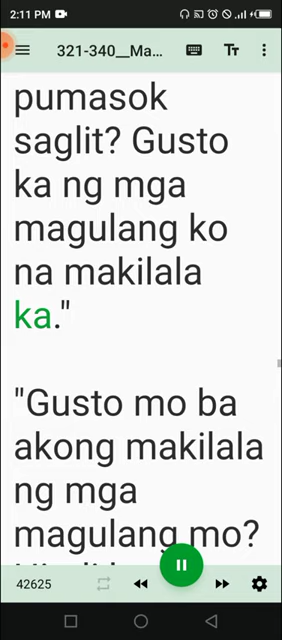 2:11 PM
321-340__Ma...
pumasok
saglit? Gusto
ka ng mga
magulang ko
na makilala
ka."
"Gusto mo ba
akong makilala
ng mga
magulang mo?
42625